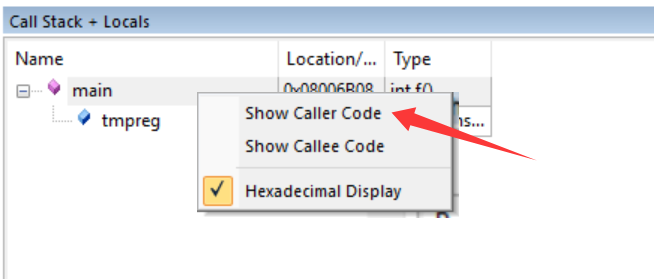 Call Stack + Locals
Name Location/... Type
main 0x08006B08 int f()
Show Caller Code
tmpreg
Show Callee Code
Hexadecimal Display